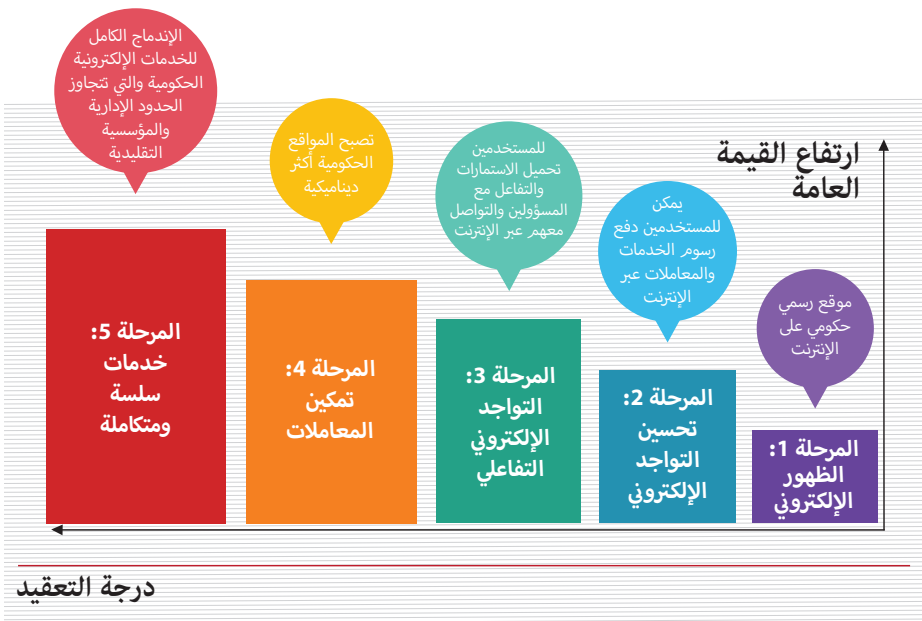 ارتفاع القيمة
العامة
موقع رسمي
حكومي على
الإنترنت
المرحلة 1:
الظهور
الإلكتروني
يمكن
للمستخدمين دفع
رسوم الخدمات
والمعاملات عبر
الإنترنت
المرحلة 2:
تحسين
التواجد
الإلكتروني
للمستخدمين
تحميل الاستمارات
والتفاعل مع
المسؤولين والتواصل
معهم عبر الإنترنت
المرحلة 3:
التواجد
الإلكتروني
التفاعلي
تصبح المواقع
الحكومية أكثر
ديناميكية
المرحلة 4:
تمكين
المعاملات
الإندماج الكامل
للخدمات الإلكترونية
الحكومية والتي تتجاوز
الحدود الإدارية
والمؤسسية
التقليدية
المرحلة 5:
خدمات
سلسة
ومتكاملة
درجة التعقيد